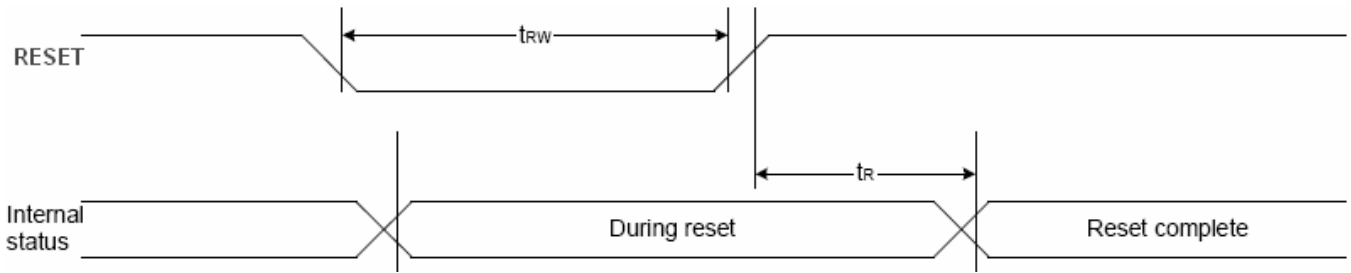 tRW
RESET
tR
Internal
status
During reset
Reset complete